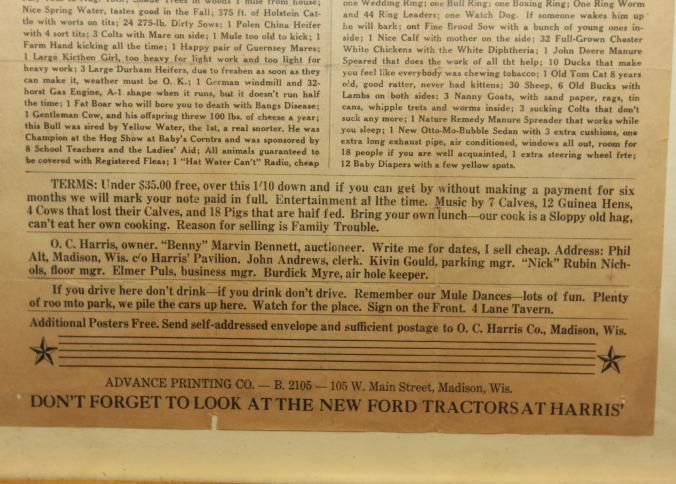 Shade Trees in woods 1 mile from house;
Nice Spring Water, tastes good in the Fall; 375 ft. of Holstein Cat-
tle with worts on tits; 24 275-lb. Dirty Sows; 1 Polen China Heifer
with 4 sort tits; 3 Colts with Mare on side; 1 Mule too old to kick; 1
Farm Hand kicking all the time; 1 Happy pair of Guernsey Mares;
1 Large Kicthen Girl, too heavy for light work and too light for
heavy work; 3 Large Durham Heifers, due to freshen as soon as they
can make it, weather must be O. K.; 1 German windmill and 32-
horst Gas Engine, A-1 shape when it runs, but it doesn't run half
the time; 1 Fat Boar who will bore you to death with Bangs Disease;
1 Gentleman Cow, and his offspring threw 100 lbs. of cheese a year;
this Bull was sired by Yellow Water, the 1st, a real snorter. He was
Champion at the Hog Show at Baby's Corntrs and was sponsored by
8 School Teachers and the Ladies' Aid; All animals guaranteed to
be covered with Registered Fleas; 1 "Hat Water Can't" Radio, cheap
one Wedding Ring; one Bull Ring; one Boxing Ring; One Ring Worm
and 44 Ring Leaders; one Watch Dog. If someone wakes him up
he will bark; ont Fine Brood Sow with a bunch of young ones in-
side; 1 Nice Calf with mother on the side; 32 Full-Grown Chester
White Chickens with the White Diphtheria; 1 John Deere Manure
Speared that does the work of all tht help; 10 Ducks that make
you feel like everybody was chewing tobacco; 1 Old Tom Cat 8 years
old, good ratter, never had kittens; 30 Sheep, 6 Old Bucks with
Lambs on both sides; 3 Nanny Goats, with sand paper, rags, tin
cans, whipple trets and worms inside; 3 sucking Colts that don't
suck any more; 1 Nature Remedy Manure Spreader that works while
you sleep; 1 New Otto-Mo-Bubble Sedan with 3 extra cushions, one
extra long exhaust pipe, air conditioned, windows all out, room for
18 people if you are well acquainted, 1 extra steering wheel frte;
12 Baby Diapers with a few yellow spots.
TERMS: Under $35.00 free, over this 1/10 down and if you can get by without making a payment for six
months we will mark your note paid in full. Entertainment al lthe time. Music by 7 Calves, 12 Guinea Hens,
4 Cows that lost their Calves, and 18 Pigs that are half fed. Bring your own lunch—our cook is a Sloppy old hag,
can't eat her own cooking. Reason for selling is Family Trouble.
O. C. Harris, owner. "Benny" Marvin Bennett, auctioneer. Write me for dates, I sell cheap. Address: Phil
Alt, Madison, Wis. c/o Harris' Pavilion. John Andrews, clerk. Kivin Gould, parking mgr. "Nick" Rubin Nich-
ols, floor mgr. Elmer Puls, business mgr. Burdick Myre, air hole keeper.
If you drive here don't drink—if you drink don't drive. Remember our Mule Dances—lots of fun. Plenty
of roo mto park, we pile the cars up here. Watch for the place. Sign on the Front. 4 Lane Tavern.
Additional Posters Free. Send self-addressed envelope and sufficient postage to O. C. Harris Co., Madison, Wis.
ADVANCE PRINTING CO. — B. 2105 — 105 W. Main Street, Madison, Wis.
DON'T FORGET TO LOOK AT THE NEW FORD TRACTORS AT HARRIS'